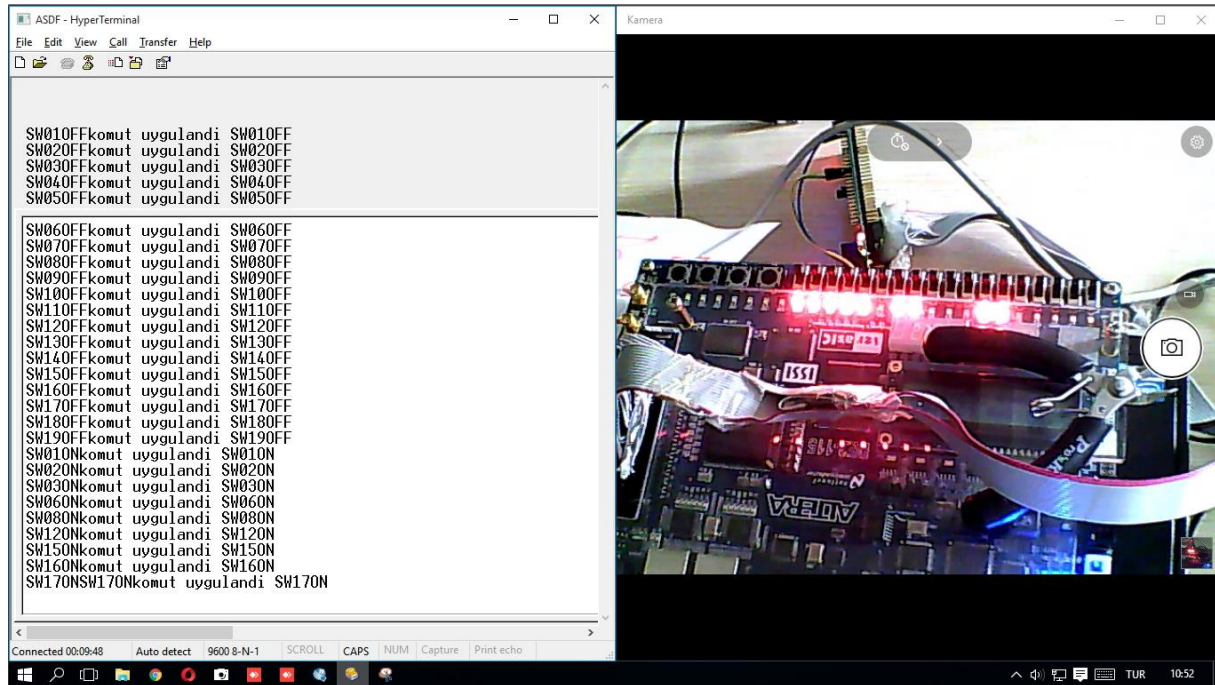 ASDF - HyperTerminal
File Edit View Call Transfer Help
SW01OFFkomut uygulandi SW01OFF
SW02OFFkomut uygulandi SW02OFF
SW03OFFkomut uygulandi SW03OFF
SW04OFFkomut uygulandi SW04OFF
SW05OFFkomut uygulandi SW05OFF
SW06OFFkomut uygulandi SW06OFF
SW07OFFkomut uygulandi SW07OFF
SW08OFFkomut uygulandi SW08OFF
SW09OFFkomut uygulandi SW09OFF
SW10OFFkomut uygulandi SW10OFF
SW11OFFkomut uygulandi SW11OFF
SW12OFFkomut uygulandi SW12OFF
SW13OFFkomut uygulandi SW13OFF
SW14OFFkomut uygulandi SW14OFF
SW15OFFkomut uygulandi SW15OFF
SW16OFFkomut uygulandi SW16OFF
SW17OFFkomut uygulandi SW17OFF
SW18OFFkomut uygulandi SW18OFF
SW19OFFkomut uygulandi SW19OFF
SW01ONkomut uygulandi SW01ON
SW02ONkomut uygulandi SW02ON
SW03ONkomut uygulandi SW03ON
SW06ONkomut uygulandi SW06ON
SW08ONkomut uygulandi SW08ON
SW12ONkomut uygulandi SW12ON
SW15ONkomut uygulandi SW15ON
SW16ONkomut uygulandi SW16ON
SW17ONSW17ONkomut uygulandi SW17ON
Connected 00:09:48 Auto detect 9600 8-N-1 SCROLL CAPS NUM Capture Print echo
Kamera
terasic
ISSI
ALTERA
TUR 10:52